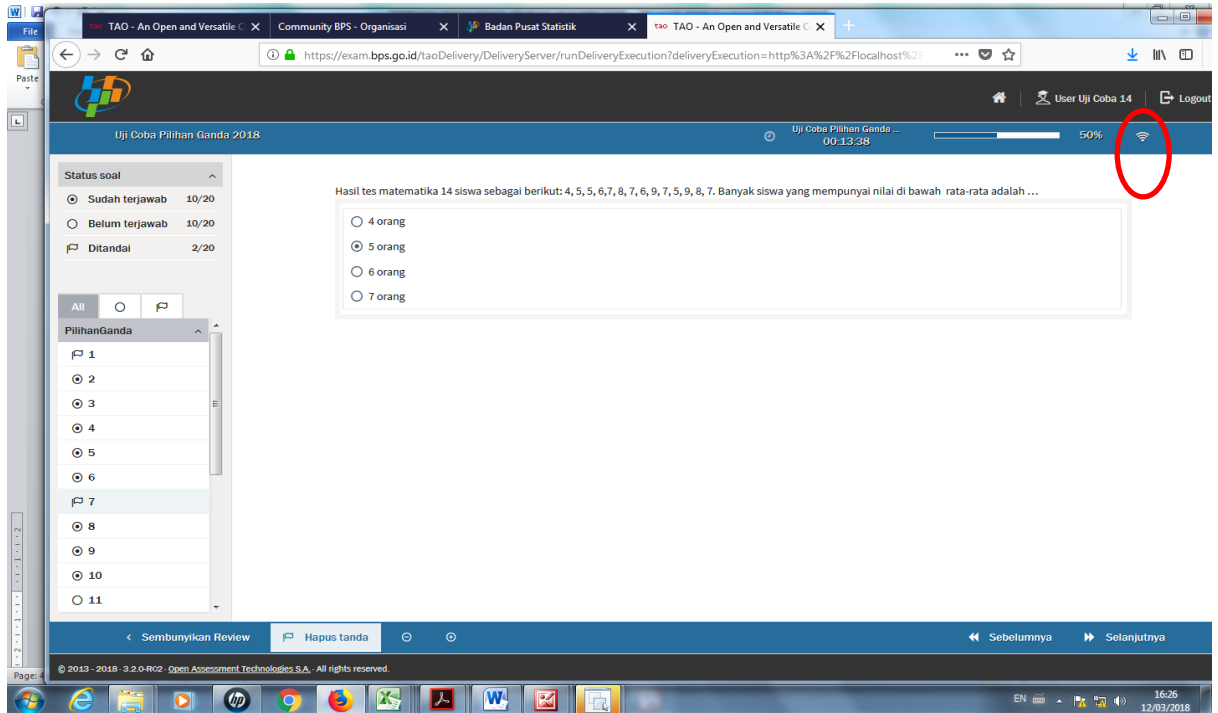 File
Paste
Page: 4
tao TAO - An Open and Versatile C
Community BPS - Organisasi
Badan Pusat Statistik
tao TAO - An Open and Versatile C
https://exam.bps.go.id/taoDelivery/DeliveryServer/runDeliveryExecution?deliveryExecution=http%3A%2F%2Flocalhost%2F
User Uji Coba 14
Logout
Uji Coba Pilihan Ganda 2018
Uji Coba Pilihan Ganda ...
00:13:38
50%
Status soal
Sudah terjawab 10/20
Belum terjawab 10/20
Ditandai 2/20
All
PilihanGanda
1
2
3
4
5
6
7
8
9
10
11
Hasil tes matematika 14 siswa sebagai berikut: 4, 5, 5, 6,7, 8, 7, 6, 9, 7, 5, 9, 8, 7. Banyak siswa yang mempunyai nilai di bawah rata-rata adalah ...
4 orang
5 orang
6 orang
7 orang
Sembunyikan Review
Hapus tanda
Sebelumnya
Selanjutnya
© 2013 - 2018 · 3.2.0-RC02 · Open Assessment Technologies S.A. · All rights reserved.
EN
16:26
12/03/2018